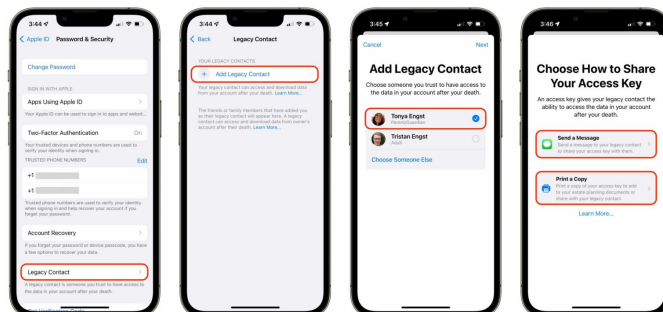 3:44
Apple ID
Password & Security
Change Password
SIGN IN WITH APPLE
Apps Using Apple ID
Your Apple ID can be used to sign in to apps and websit...
Two-Factor Authentication On
Your trusted devices and phone numbers are used to
verify your identity when signing in.
TRUSTED PHONE NUMBERS Edit
+1
+1
Trusted phone numbers are used to verify your identity
when signing in and help recover your account if you
forget your password.
Account Recovery
If you forget your password or device passcode, you have
a few options to recover your data.
Legacy Contact
A legacy contact is someone you trust to have access to
the data in your account after your death.
3:44
Back
Legacy Contact
YOUR LEGACY CONTACTS
Add Legacy Contact
Your legacy contact can access and download data
from your account after your death. Learn More...
The friends or family members that have added you
as their legacy contact will appear here. A legacy
contact can access and download data from owner's
account after their death. Learn More...
3:45
Cancel Next
Add Legacy Contact
Choose someone you trust to have access to
the data in your account after your death.
Tonya Engst
Parent/Guardian
Tristan Engst
Adult
Choose Someone Else
3:46
Choose How to Share
Your Access Key
An access key gives your legacy contact the
ability to access the data in your account
after your death.
Send a Message
Send a message to your legacy contact
to share your access key with them.
Print a Copy
Print a copy of your access key to add
to your estate planning documents or
share with your legacy contact.
Learn More...